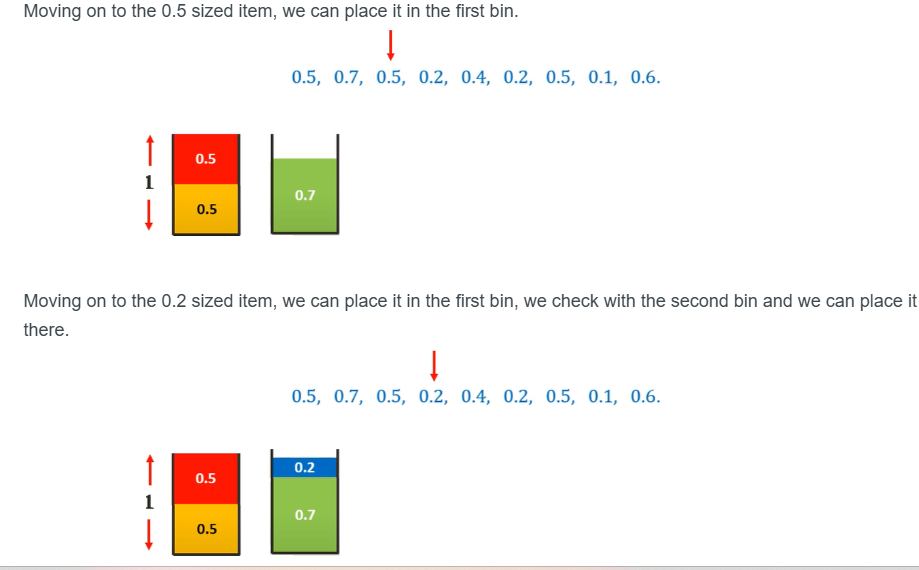 Moving on to the 0.5 sized item, we can place it in the first bin.
0.5, 0.7, 0.5, 0.2, 0.4, 0.2, 0.5, 0.1, 0.6.
0.5
1
0.7
0.5
Moving on to the 0.2 sized item, we can place it in the first bin, we check with the second bin and we can place it
there.
0.5, 0.7, 0.5, 0.2, 0.4, 0.2, 0.5, 0.1, 0.6.
0.2
0.5
1
0.7
0.5